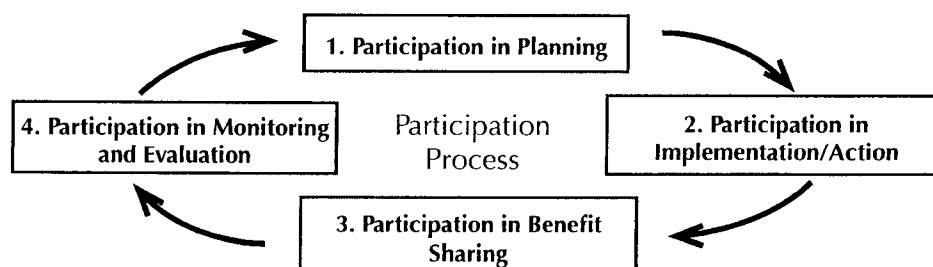 1. Participation in Planning
4. Participation in Monitoring
and Evaluation
Participation
Process
2. Participation in
Implementation/Action
3. Participation in Benefit
Sharing